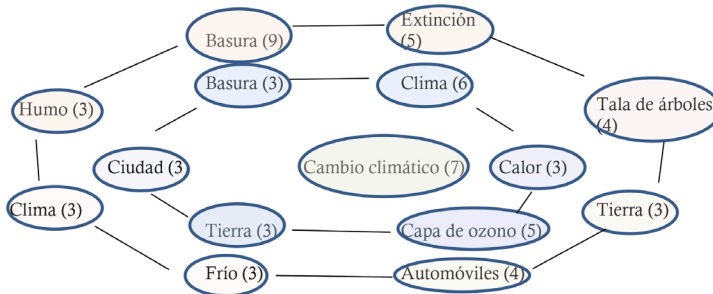 Extinción
(5)
Basura (9)
Basura (3)
Clima (6
Humo (3)
Tala de árboles
(4)
Ciudad (3
Cambio climático (7)
Calor (3)
Clima (3)
Tierra (3)
Tierra (3)
Capa de ozono (5)
Frío (3)
Automóviles (4)